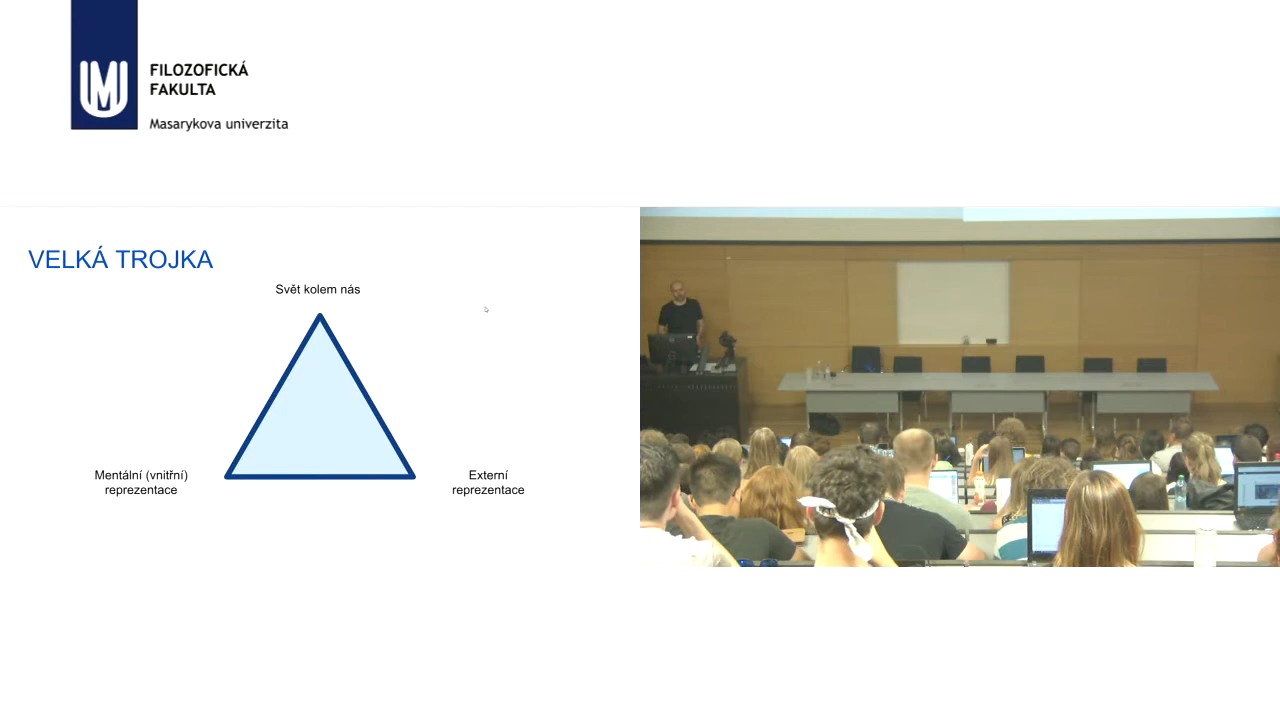 FILOZOFICKÁ
FAKULTA
Masarykova univerzita
VELKÁ TROJKA
Svět kolem nás
Mentální (vnitřní)
reprezentace
Externí
reprezentace